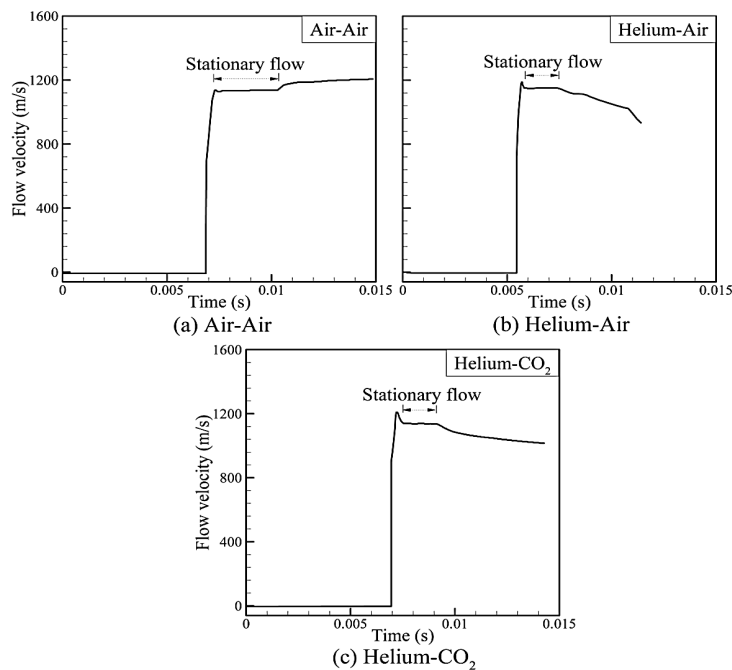 1600
1200
800
400
0
Flow velocity (m/s)
Air-Air
Stationary flow
0
0.005
0.01
0.015
Time (s)
(a) Air-Air
1600
1200
800
400
0
Helium-Air
Stationary flow
0
0.005
0.01
0.015
Time (s)
(b) Helium-Air
1600
1200
800
400
0
Flow velocity (m/s)
Helium-CO₂
Stationary flow
0
0.005
0.01
0.015
Time (s)
(c) Helium-CO₂